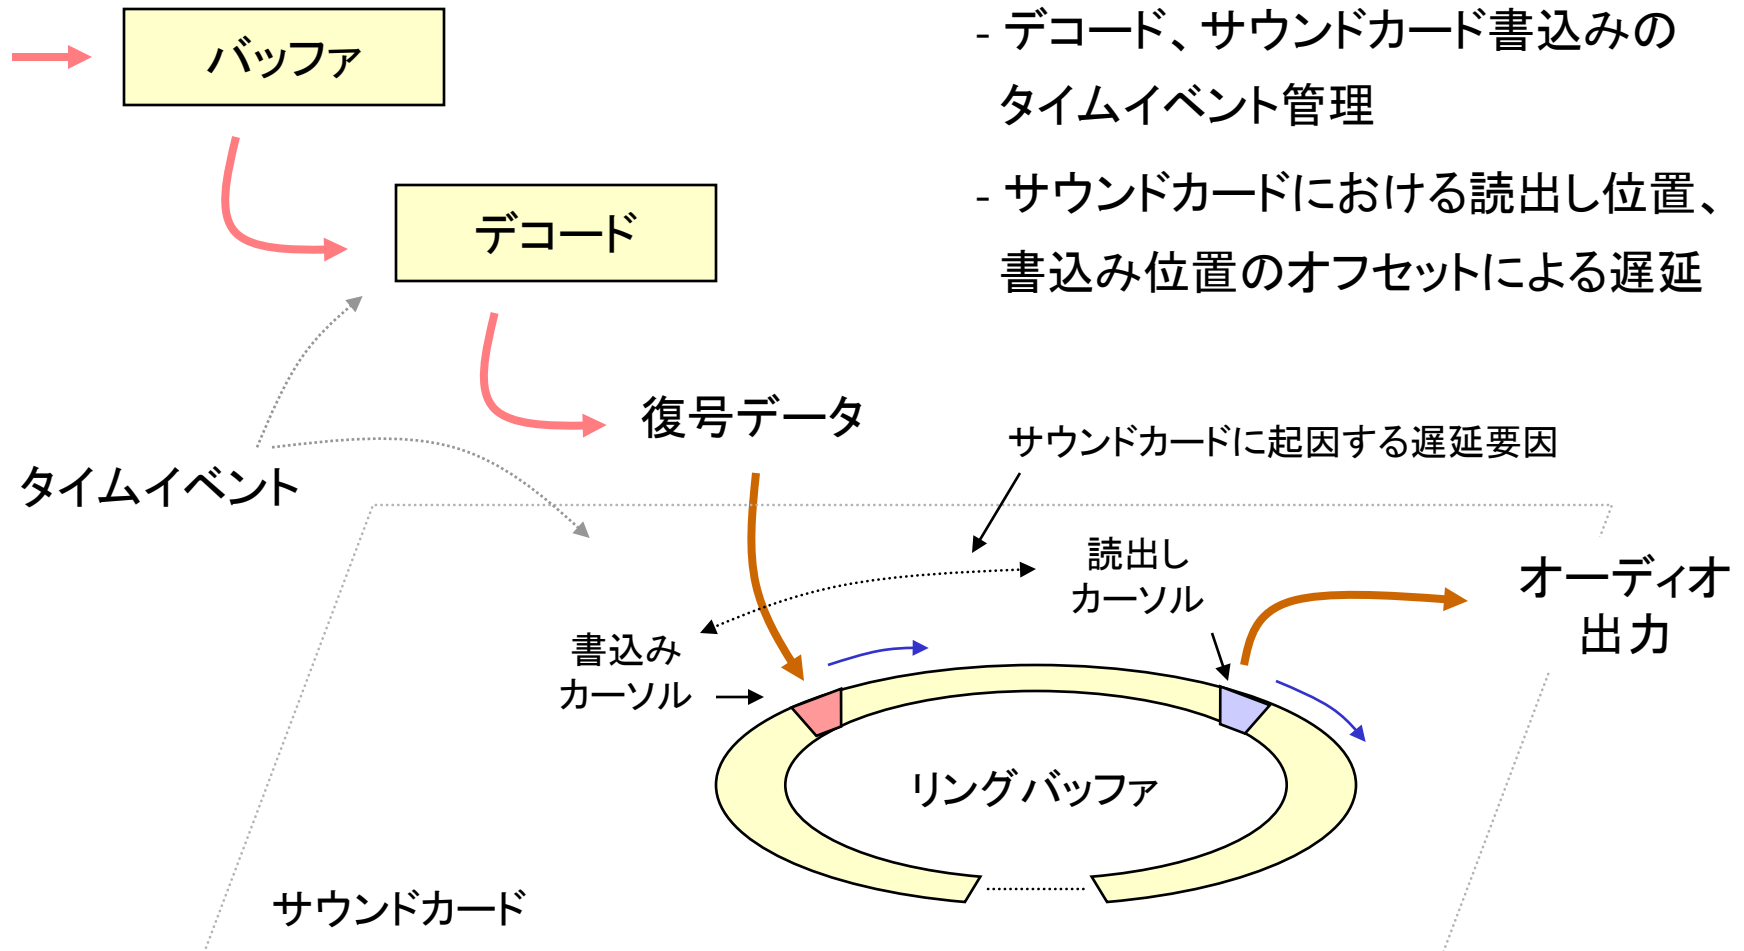 バッファ
- デコード、サウンドカード書込みの
タイムイベント管理
- サウンドカードにおける読出し位置、
書込み位置のオフセットによる遅延
デコード
復号データ
サウンドカードに起因する遅延要因
タイムイベント
読出し
カーソル
オーディオ
出力
書込み
カーソル
リングバッファ
サウンドカード